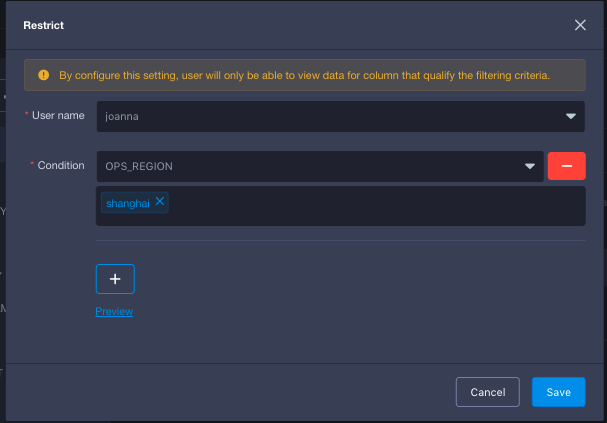 Restrict
By configure this setting, user will only be able to view data for column that qualify the filtering criteria.
* User name
joanna
* Condition
OPS_REGION
shanghai
Preview
Cancel
Save